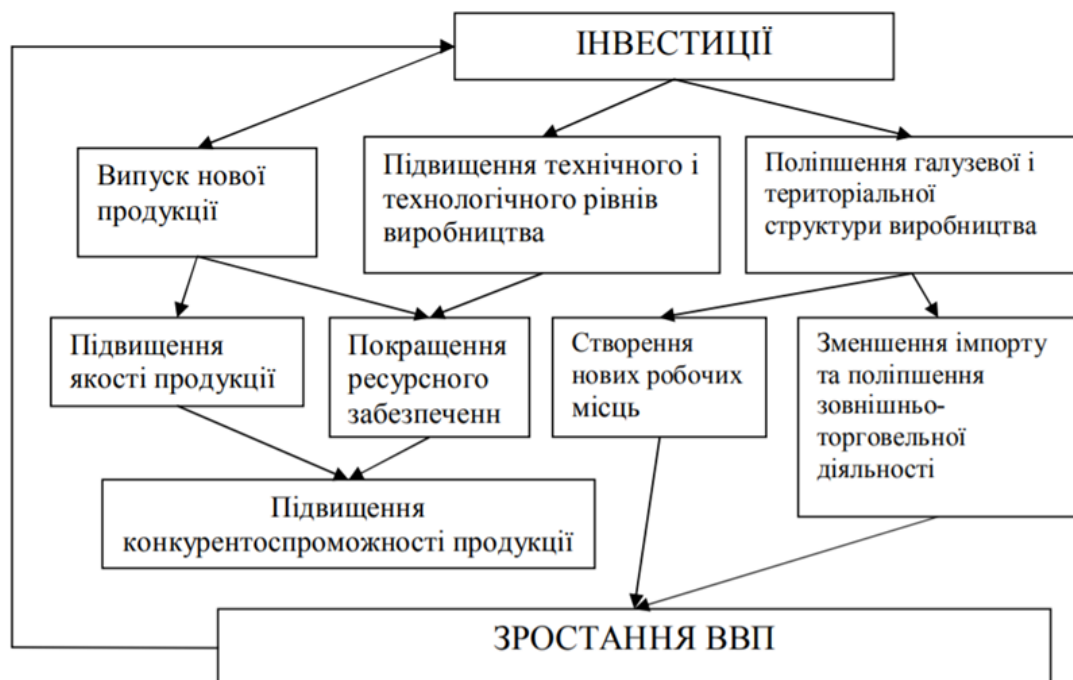 ІНВЕСТИЦІЇ
Випуск нової
продукції
Підвищення технічного і
технологічного рівнів
виробництва
Поліпшення галузевої і
територіальної
структури виробництва
Підвищення
якості продукції
Покращення
ресурсного
забезпеченн
Створення
нових робочих
місць
Зменшення імпорту
та поліпшення
зовнішньо-
торговельної
діяльності
Підвищення
конкурентоспроможності продукції
ЗРОСТАННЯ ВВП